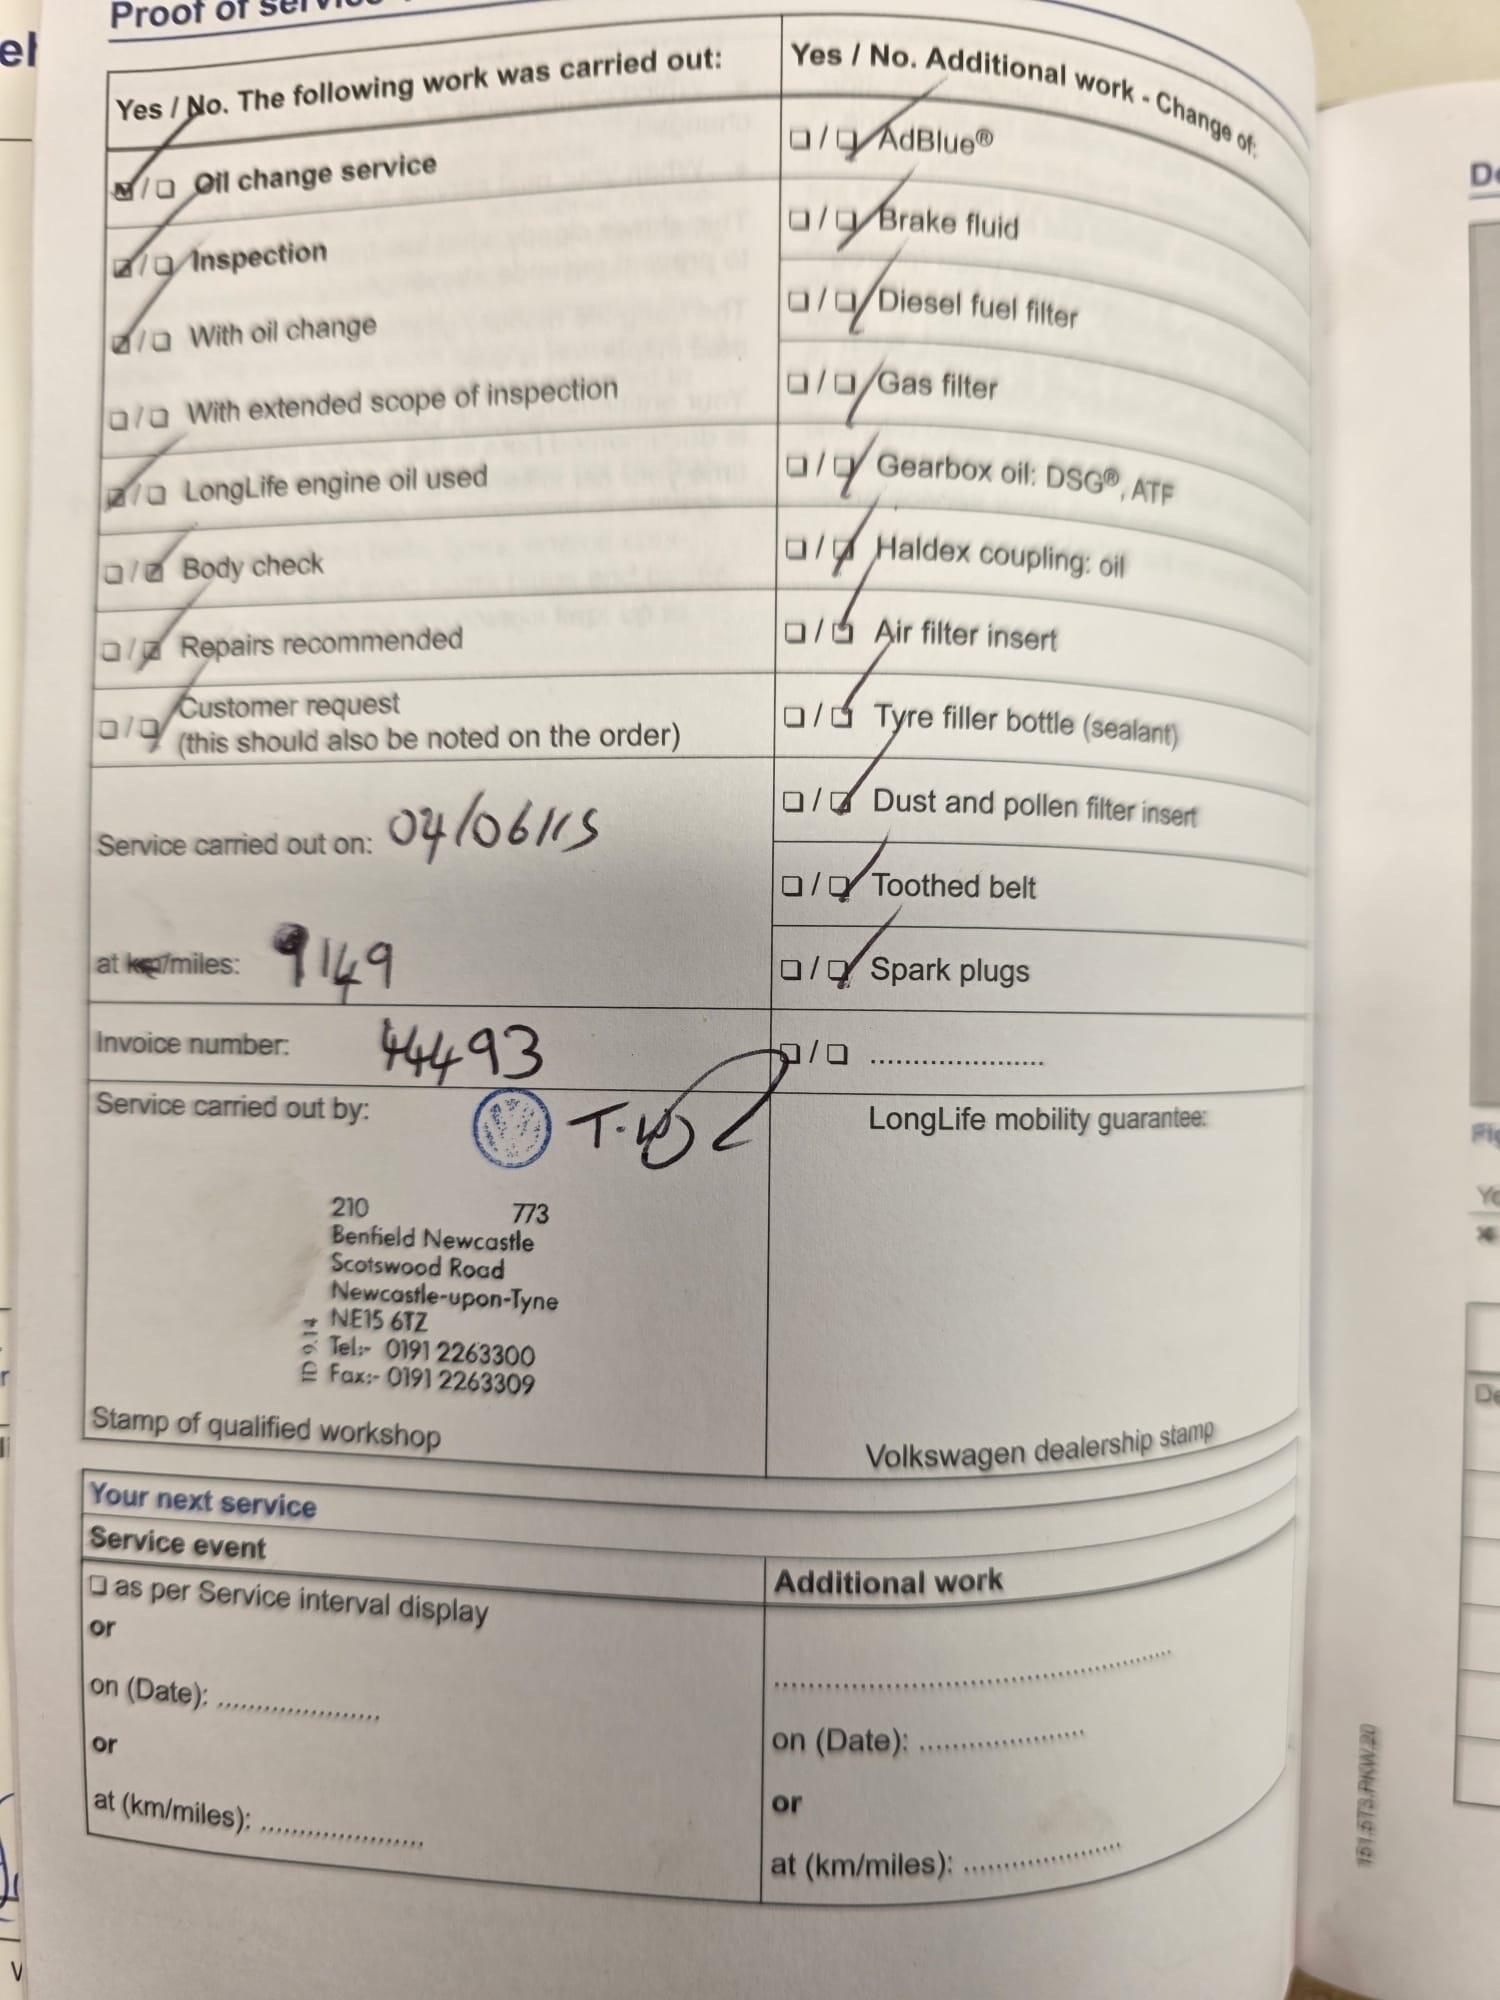 Proof of
Yes / No. The following work was carried out:
☑/☐ Oil change service
☑/☐ Inspection
☑/☐ With oil change
☐/☐ With extended scope of inspection
☑/☐ LongLife engine oil used
☐/☑ Body check
☐/☑ Repairs recommended
☐/☑ Customer request
(this should also be noted on the order)
Service carried out on: 04/06/15
at km/miles: 9149
Invoice number: 44493
Service carried out by:
210 773
Benfield Newcastle
Scotswood Road
Newcastle-upon-Tyne
NE15 6TZ
Tel:- 0191 2263300
Fax:- 0191 2263309
Stamp of qualified workshop
Yes / No. Additional work - Change of:
☐/☑ AdBlue®
☐/☑ Brake fluid
☐/☑ Diesel fuel filter
☐/☑ Gas filter
☐/☑ Gearbox oil: DSG®, ATF
☐/☑ Haldex coupling: oil
☐/☑ Air filter insert
☐/☑ Tyre filler bottle (sealant)
☐/☑ Dust and pollen filter insert
☐/☑ Toothed belt
☐/☑ Spark plugs
☐/☐ ......................
LongLife mobility guarantee:
Volkswagen dealership stamp
Your next service
Service event
☐ as per Service interval display
or
on (Date): ......................
or
at (km/miles): ......................
Additional work
......................
on (Date): ......................
or
at (km/miles): ......................